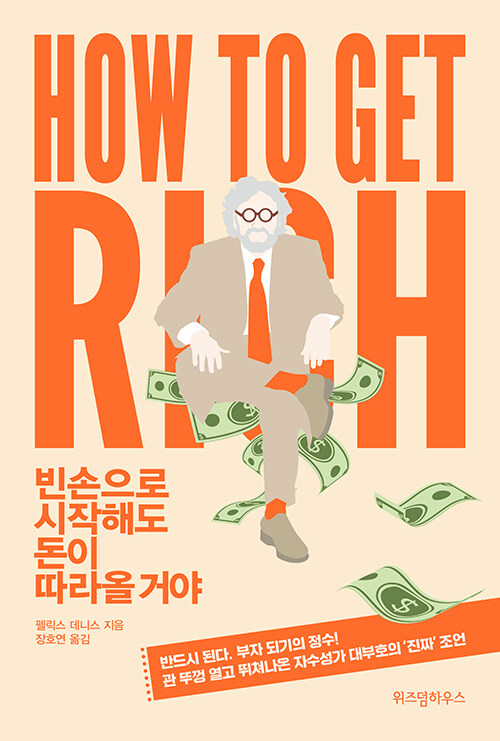 HOW TO GET
RICH
빈손으로
시작해도
돈이
따라올 거야
펠릭스 데니스 지음
장호연 옮김
반드시 된다. 부자 되기의 정수!
관 뚜껑 열고 뛰쳐나온 자수성가 대부호의 '진짜' 조언
위즈덤하우스